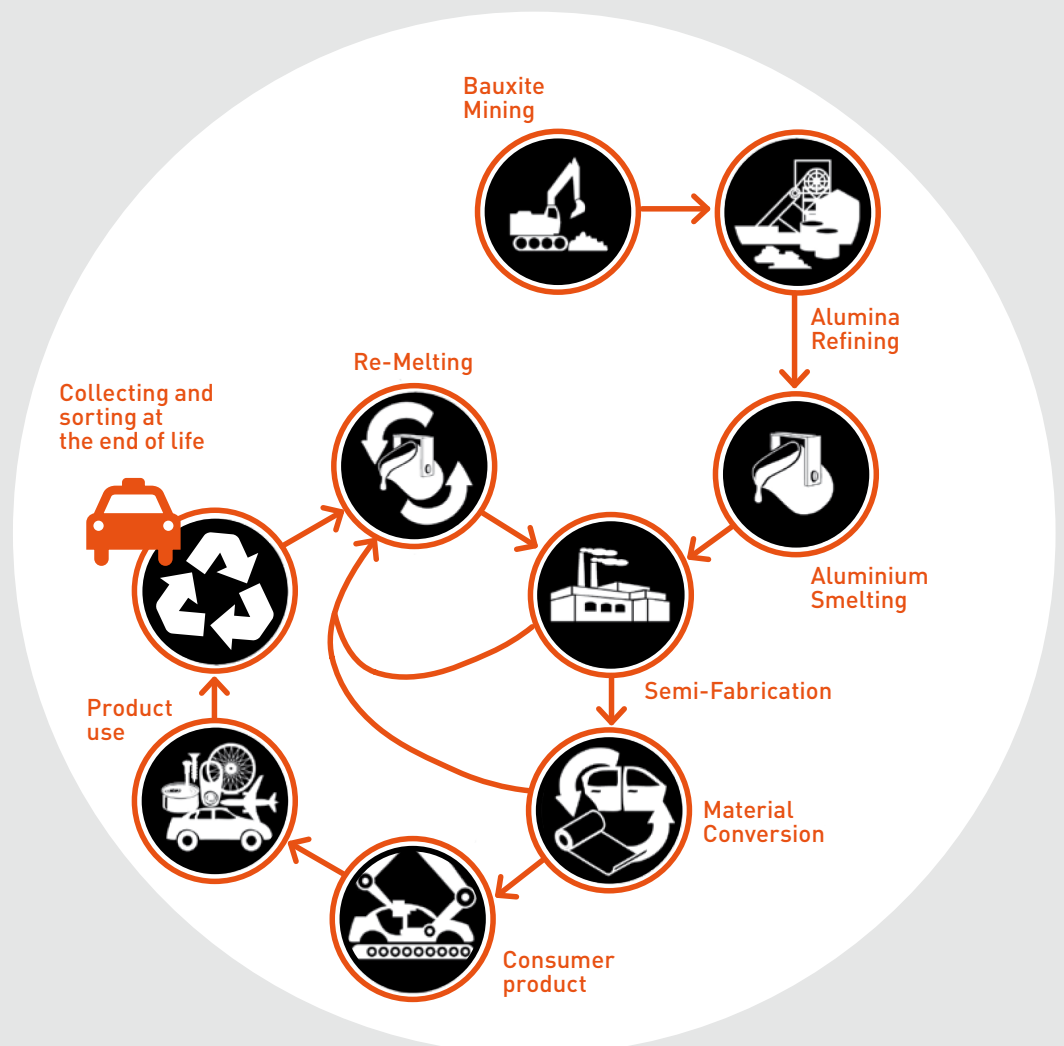 Bauxite
Mining
Alumina
Refining
Re-Melting
Collecting and
sorting at
the end of life
Aluminium
Smelting
Semi-Fabrication
Product
use
Material
Conversion
Consumer
product